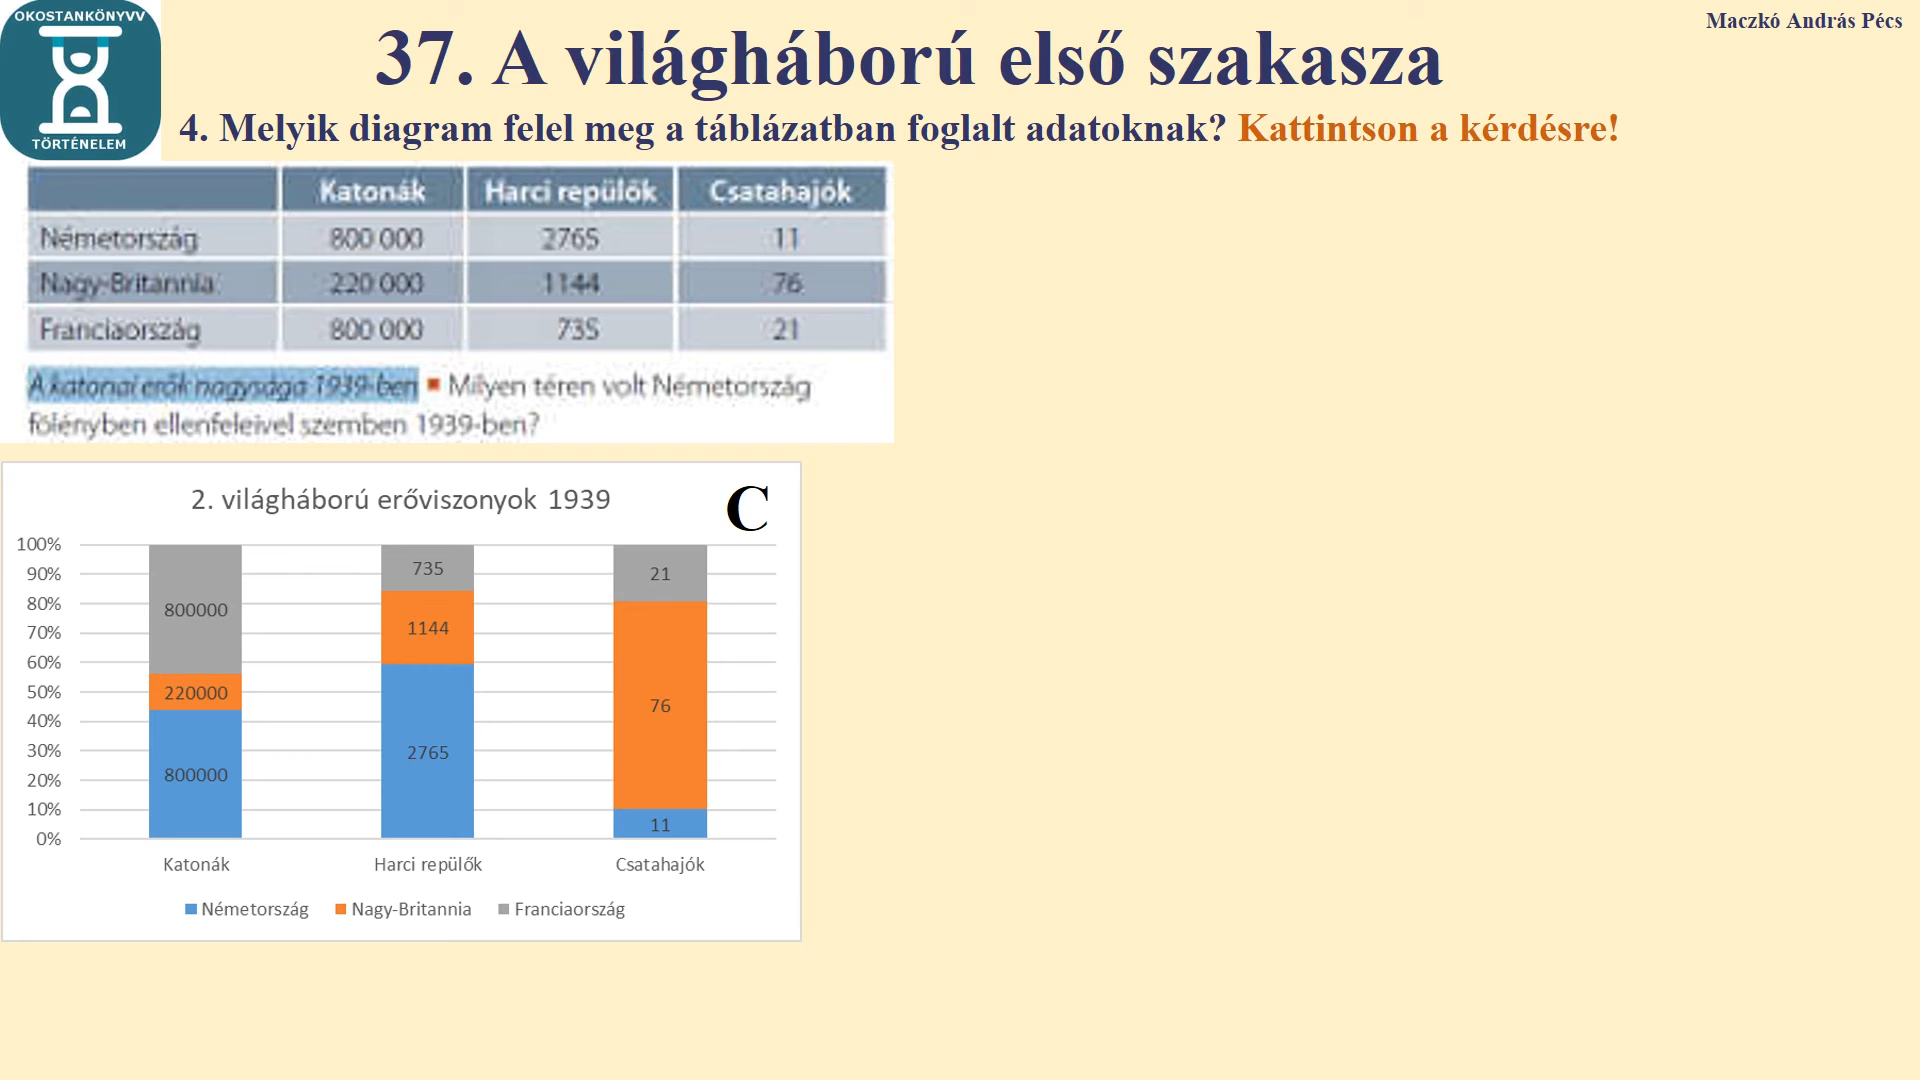 OKOSTANKÖNYVV
TÖRTÉNELEM
37. A világháború első szakasza
Maczkó András Pécs
4. Melyik diagram felel meg a táblázatban foglalt adatoknak? Kattintson a kérdésre!
Katonák Harci repülők Csatahajók
Németország 800 000 2765 11
Nagy-Britannia 220 000 1144 76
Franciaország 800 000 735 21
A katonai erők nagysága 1939-ben ■ Milyen téren volt Németország
fölényben ellenfeleivel szemben 1939-ben?
2. világháború erőviszonyok 1939
C
100%
90%
80%
70%
60%
50%
40%
30%
20%
10%
0%
800000
220000
800000
735
1144
2765
21
76
11
Katonák Harci repülők Csatahajók
Németország Nagy-Britannia Franciaország